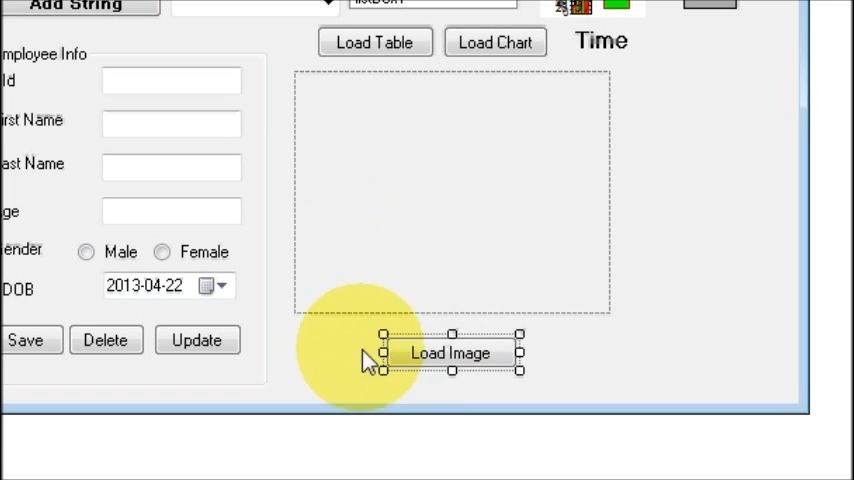 Add String
Load Table
Load Chart
Time
mployee Info
Id
irst Name
ast Name
ge
ender
Male
Female
DOB
2013-04-22
Save
Delete
Update
Load Image